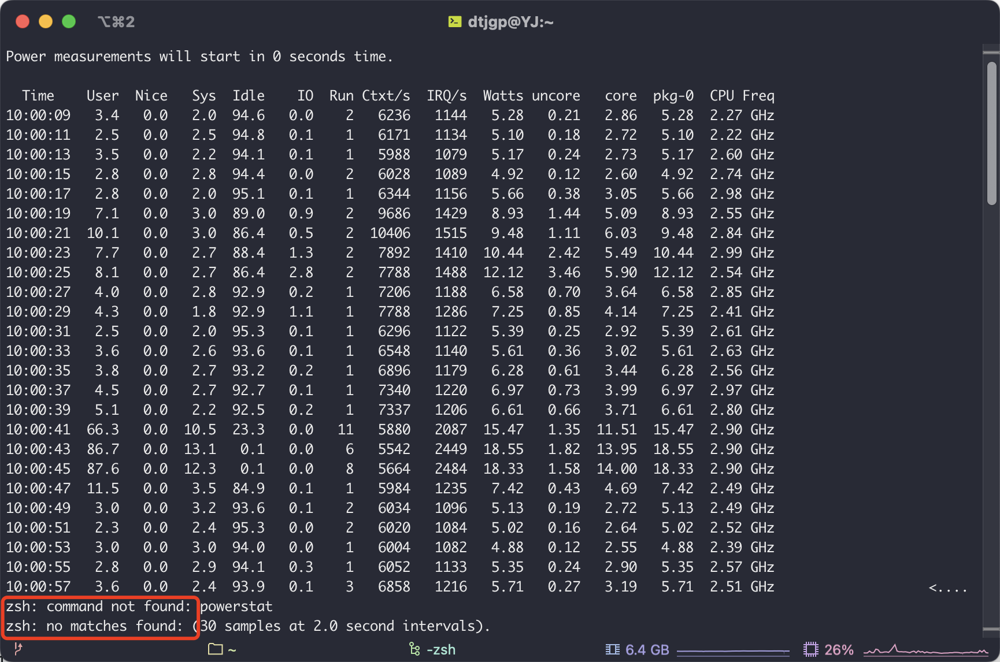 ⌥⌘2
dtjgp@YJ:~
Power measurements will start in 0 seconds time.
Time User Nice Sys Idle IO Run Ctxt/s IRQ/s Watts uncore core pkg-0 CPU Freq
10:00:09 3.4 0.0 2.0 94.6 0.0 2 6236 1144 5.28 0.21 2.86 5.28 2.27 GHz
10:00:11 2.5 0.0 2.5 94.8 0.1 1 6171 1134 5.10 0.18 2.72 5.10 2.22 GHz
10:00:13 3.5 0.0 2.2 94.1 0.1 1 5988 1079 5.17 0.24 2.73 5.17 2.60 GHz
10:00:15 2.8 0.0 2.8 94.4 0.0 2 6028 1089 4.92 0.12 2.60 4.92 2.74 GHz
10:00:17 2.8 0.0 2.0 95.1 0.1 1 6344 1156 5.66 0.38 3.05 5.66 2.98 GHz
10:00:19 7.1 0.0 3.0 89.0 0.9 2 9686 1429 8.93 1.44 5.09 8.93 2.55 GHz
10:00:21 10.1 0.0 3.0 86.4 0.5 2 10406 1515 9.48 1.11 6.03 9.48 2.84 GHz
10:00:23 7.7 0.0 2.7 88.4 1.3 2 7892 1410 10.44 2.42 5.49 10.44 2.99 GHz
10:00:25 8.1 0.0 2.7 86.4 2.8 2 7788 1488 12.12 3.46 5.90 12.12 2.54 GHz
10:00:27 4.0 0.0 2.8 92.9 0.2 1 7206 1188 6.58 0.70 3.64 6.58 2.85 GHz
10:00:29 4.3 0.0 1.8 92.9 1.1 1 7788 1286 7.25 0.85 4.14 7.25 2.41 GHz
10:00:31 2.5 0.0 2.0 95.3 0.1 1 6296 1122 5.39 0.25 2.92 5.39 2.61 GHz
10:00:33 3.6 0.0 2.6 93.6 0.1 1 6548 1140 5.61 0.36 3.02 5.61 2.63 GHz
10:00:35 3.8 0.0 2.7 93.2 0.2 1 6896 1179 6.28 0.61 3.44 6.28 2.56 GHz
10:00:37 4.5 0.0 2.7 92.7 0.1 1 7340 1220 6.97 0.73 3.99 6.97 2.97 GHz
10:00:39 5.1 0.0 2.2 92.5 0.2 1 7337 1206 6.61 0.66 3.71 6.61 2.80 GHz
10:00:41 66.3 0.0 10.5 23.3 0.0 11 5880 2087 15.47 1.35 11.51 15.47 2.90 GHz
10:00:43 86.7 0.0 13.1 0.1 0.0 6 5542 2449 18.55 1.82 13.95 18.55 2.90 GHz
10:00:45 87.6 0.0 12.3 0.1 0.0 8 5664 2484 18.33 1.58 14.00 18.33 2.90 GHz
10:00:47 11.5 0.0 3.5 84.9 0.1 1 5984 1235 7.42 0.43 4.69 7.42 2.49 GHz
10:00:49 3.0 0.0 3.2 93.6 0.1 2 6034 1096 5.13 0.19 2.72 5.13 2.49 GHz
10:00:51 2.3 0.0 2.4 95.3 0.0 2 6020 1084 5.02 0.16 2.64 5.02 2.52 GHz
10:00:53 3.0 0.0 3.0 94.0 0.0 1 6004 1082 4.88 0.12 2.55 4.88 2.39 GHz
10:00:55 2.8 0.0 2.9 94.1 0.3 1 6052 1133 5.35 0.24 2.90 5.35 2.57 GHz
10:00:57 3.6 0.0 2.4 93.9 0.1 3 6858 1216 5.71 0.27 3.19 5.71 2.51 GHz <....
zsh: command not found: powerstat
zsh: no matches found: (30 samples at 2.0 second intervals).
~ -zsh 6.4 GB 26%